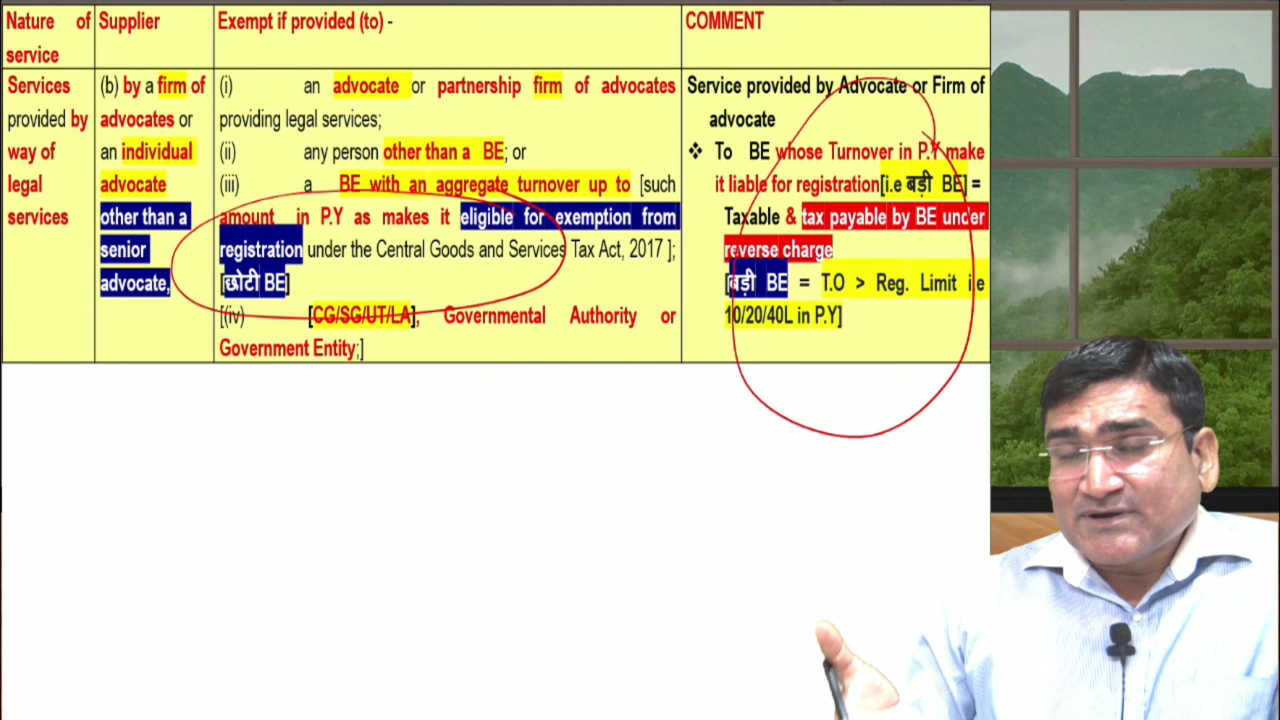 Nature of service
Supplier
Exempt if provided (to) -
COMMENT
Services
provided by
way of
legal
services
(b) by a firm of
advocates or
an individual
advocate
other than a
senior
advocate,
(i) an advocate or partnership firm of advocates
providing legal services;
(ii) any person other than a BE; or
(iii) a BE with an aggregate turnover up to [such
amount in P.Y as makes it eligible for exemption from
registration under the Central Goods and Services Tax Act, 2017 ];
[छोटी BE]
[(iv) [CG/SG/UT/LA], Governmental Authority or
Government Entity;]
Service provided by Advocate or Firm of
advocate
❖ To BE whose Turnover in P.Y make
it liable for registration[i.e बड़ी BE] =
Taxable & tax payable by BE under
reverse charge
[बड़ी BE = T.O > Reg. Limit i.e
10/20/40L in P.Y]